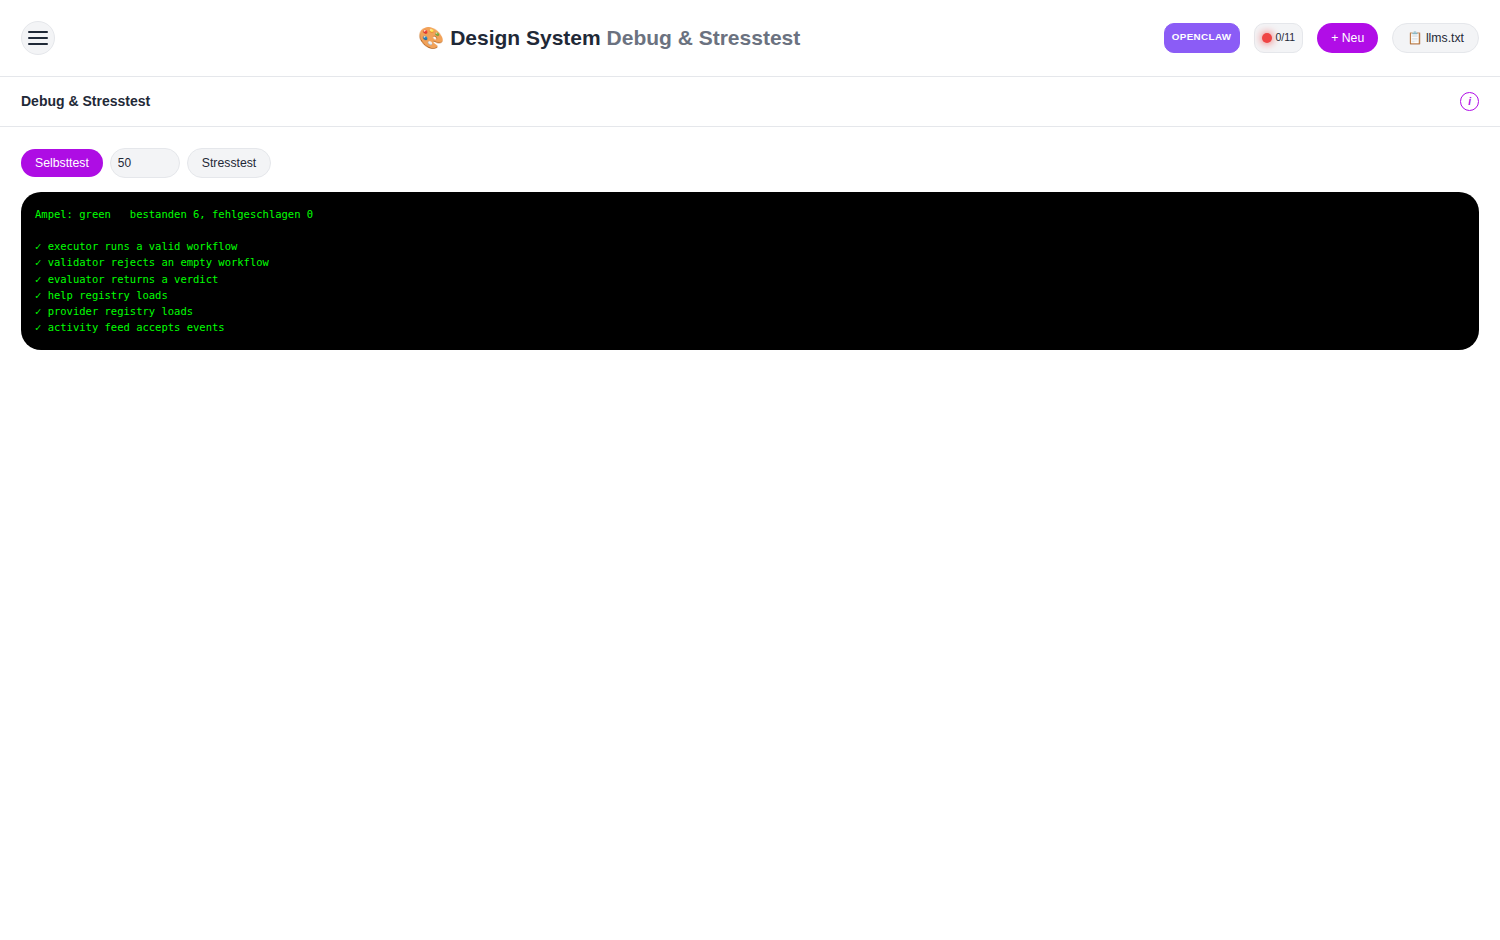 🎨 Design System Debug & Stresstest
OPENCLAW
0/11
+ Neu
📋 llms.txt
Debug & Stresstest
i
Selbsttest
50
Stresstest
Ampel: green   bestanden 6, fehlgeschlagen 0
✓ executor runs a valid workflow
✓ validator rejects an empty workflow
✓ evaluator returns a verdict
✓ help registry loads
✓ provider registry loads
✓ activity feed accepts events